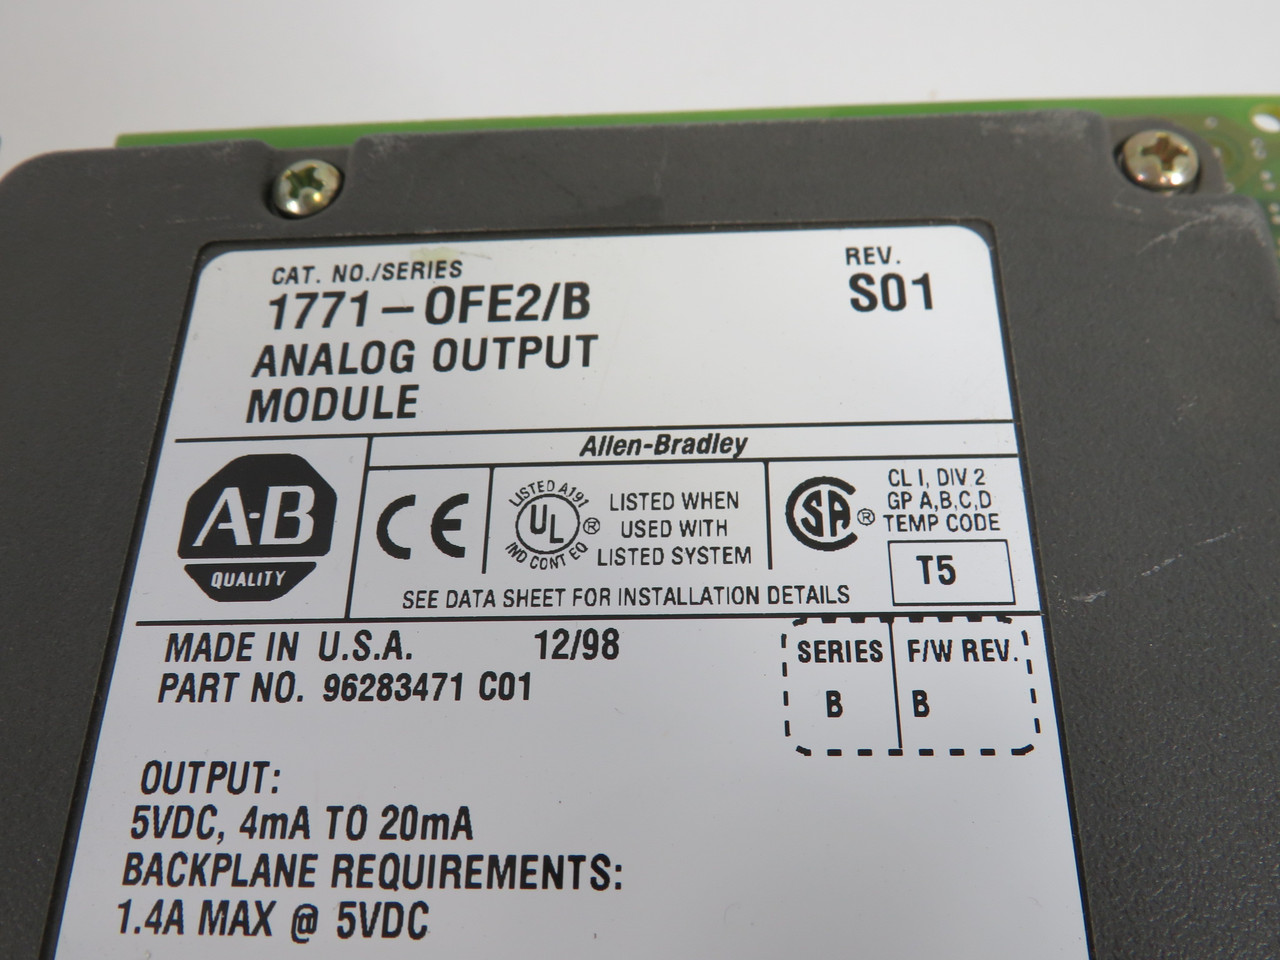 CAT. NO./SERIES
REV.
1771-OFE2/B
S01
ANALOG OUTPUT
MODULE
Allen-Bradley
A-B
QUALITY
CE
LISTED A191
UL ®
IND CONT EQ
LISTED WHEN
USED WITH
LISTED SYSTEM
SA ®
CL I, DIV 2
GP A,B,C,D
TEMP CODE
T5
SEE DATA SHEET FOR INSTALLATION DETAILS
MADE IN U.S.A. 12/98
PART NO. 96283471 C01
SERIES F/W REV.
B B
OUTPUT:
5VDC, 4mA TO 20mA
BACKPLANE REQUIREMENTS:
1.4A MAX @ 5VDC